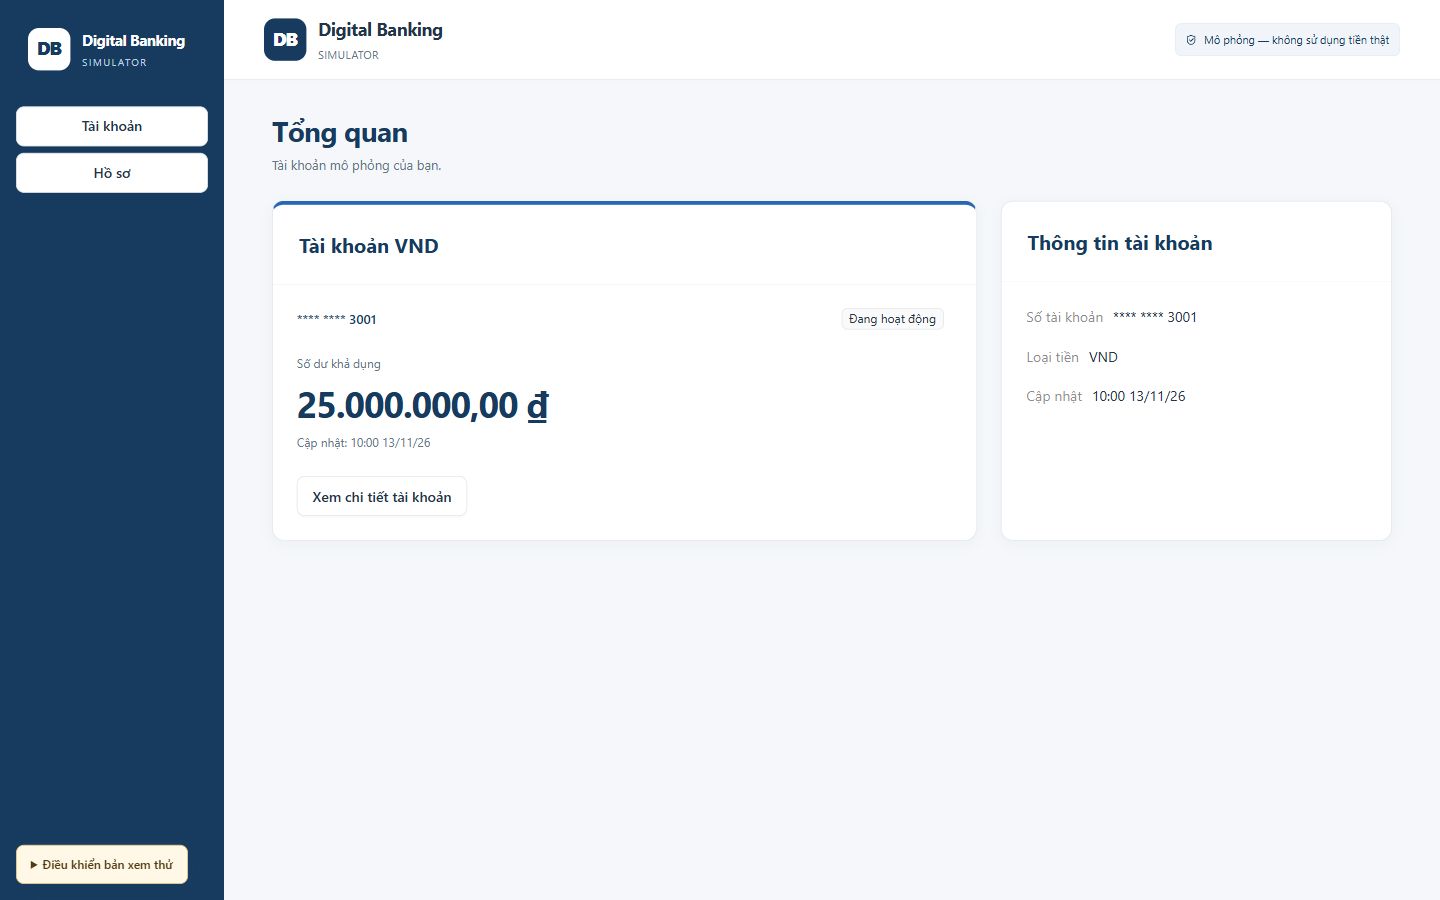 DB
Digital Banking
SIMULATOR
Tài khoản
Hồ sơ
▶ Điều khiển bản xem thử
DB
Digital Banking
SIMULATOR
Mô phỏng — không sử dụng tiền thật
Tổng quan
Tài khoản mô phỏng của bạn.
Tài khoản VND
**** **** 3001
Đang hoạt động
Số dư khả dụng
25.000.000,00 ₫
Cập nhật: 10:00 13/11/26
Xem chi tiết tài khoản
Thông tin tài khoản
Số tài khoản **** **** 3001
Loại tiền VND
Cập nhật 10:00 13/11/26